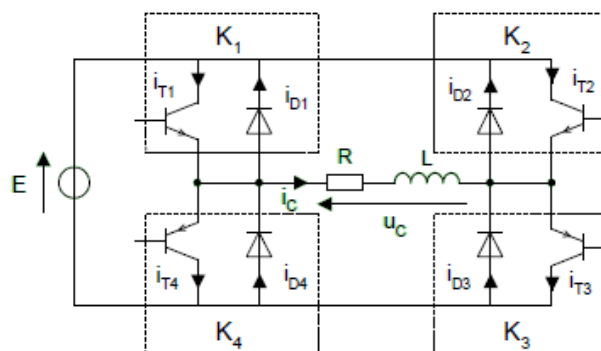 K1 K2
iT1 iD1 iD2 iT2
E R L
iC
uC
iT4 iD4 iD3 iT3
K4 K3